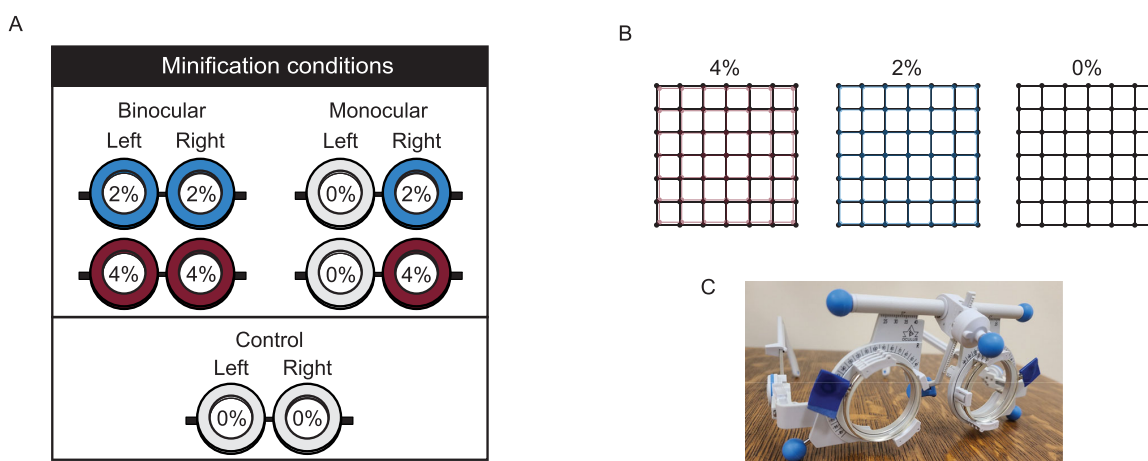 A
Minification conditions
Binocular Monocular
Left Right Left Right
2% 2% 0% 2%
4% 4% 0% 4%
Control
Left Right
0% 0%
B
4% 2% 0%
C